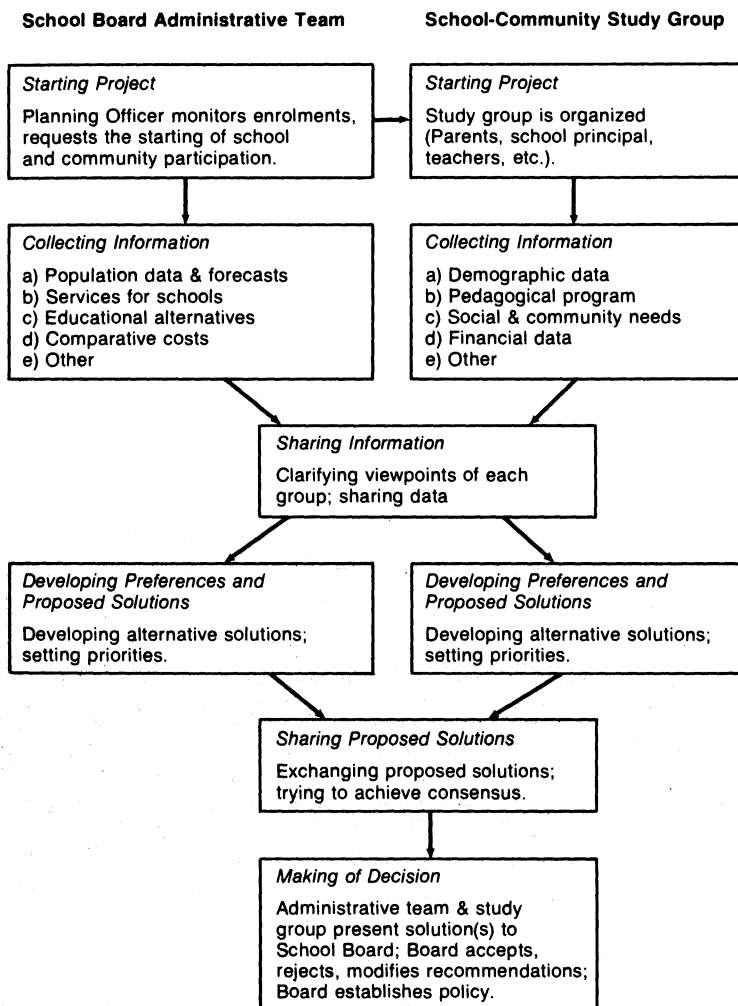 School Board Administrative Team
School-Community Study Group
Starting Project
Planning Officer monitors enrolments,
requests the starting of school
and community participation.
Starting Project
Study group is organized
(Parents, school principal,
teachers, etc.).
Collecting Information
a) Population data & forecasts
b) Services for schools
c) Educational alternatives
d) Comparative costs
e) Other
Collecting Information
a) Demographic data
b) Pedagogical program
c) Social & community needs
d) Financial data
e) Other
Sharing Information
Clarifying viewpoints of each
group; sharing data
Developing Preferences and
Proposed Solutions
Developing alternative solutions;
setting priorities.
Developing Preferences and
Proposed Solutions
Developing alternative solutions;
setting priorities.
Sharing Proposed Solutions
Exchanging proposed solutions;
trying to achieve consensus.
Making of Decision
Administrative team & study
group present solution(s) to
School Board; Board accepts,
rejects, modifies recommendations;
Board establishes policy.